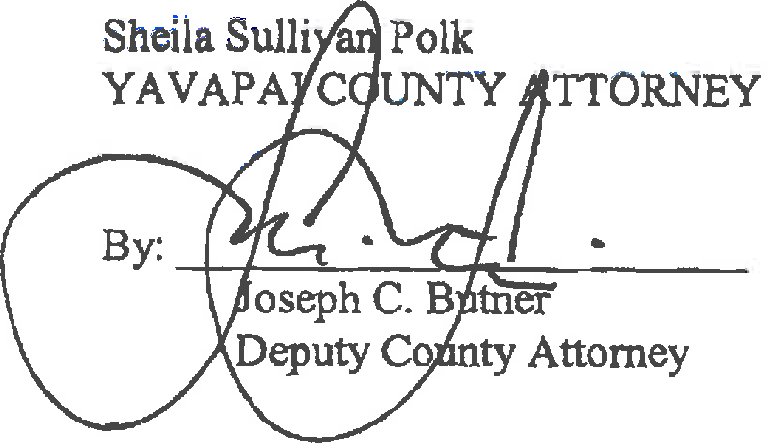 Sheila Sullivan Polk
YAVAPAI COUNTY ATTORNEY
By:
Joseph C. Butner
Deputy County Attorney